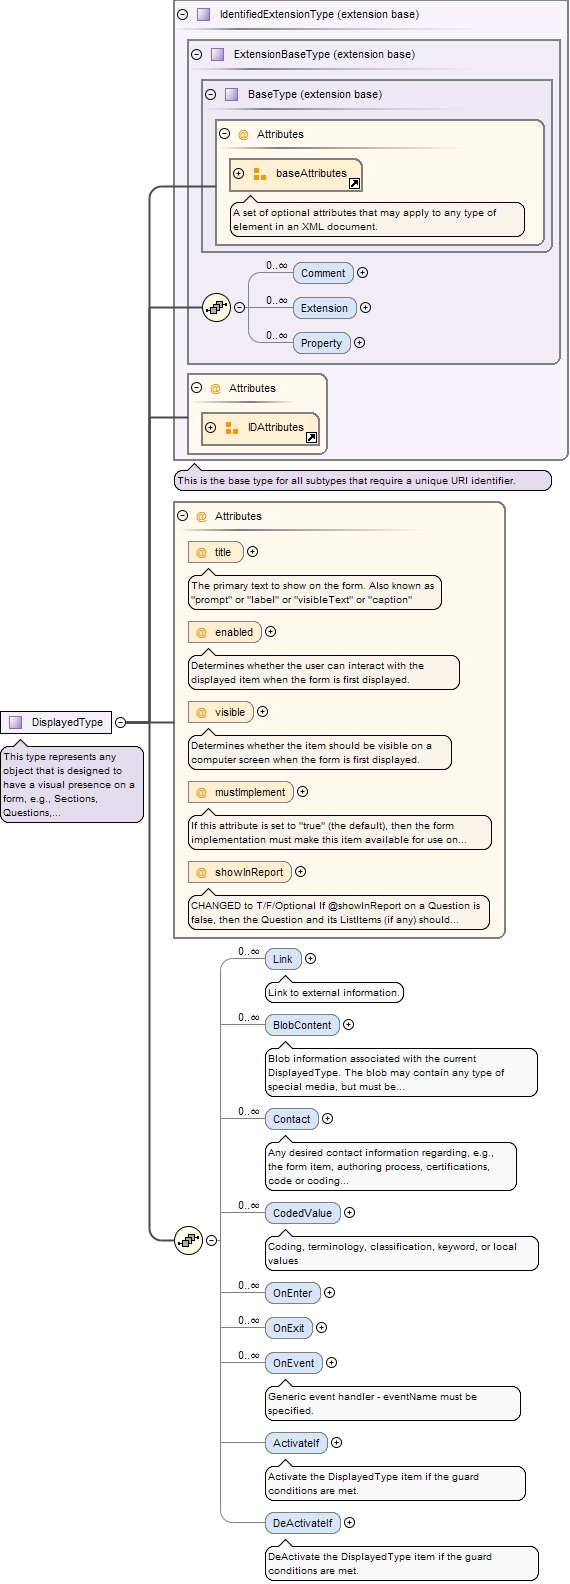 IdentifiedExtensionType (extension base)
ExtensionBaseType (extension base)
BaseType (extension base)
@ Attributes
baseAttributes
A set of optional attributes that may apply to any type of
element in an XML document.
0..∞
Comment
0..∞
Extension
0..∞
Property
@ Attributes
IDAttributes
This is the base type for all subtypes that require a unique URI identifier.
@ Attributes
@ title
The primary text to show on the form. Also known as
"prompt" or "label" or "visibleText" or "caption"
@ enabled
Determines whether the user can interact with the
displayed item when the form is first displayed.
@ visible
DisplayedType
This type represents any
object that is designed to
have a visual presence on a
form, e.g., Sections,
Questions,...
Determines whether the item should be visible on a
computer screen when the form is first displayed.
@ mustImplement
If this attribute is set to "true" (the default), then the form
implementation must make this item available for use on...
@ showInReport
CHANGED to T/F/Optional If @showInReport on a Question is
false, then the Question and its ListItems (if any) should...
0..∞
Link
Link to external information.
0..∞
BlobContent
Blob information associated with the current
DisplayedType. The blob may contain any type of
special media, but must be...
0..∞
Contact
Any desired contact information regarding, e.g.,
the form item, authoring process, certifications,
code or coding...
0..∞
CodedValue
Coding, terminology, classification, keyword, or local
values
0..∞
OnEnter
0..∞
OnExit
0..∞
OnEvent
Generic event handler - eventName must be
specified.
ActivateIf
Activate the DisplayedType item if the guard
conditions are met.
DeActivateIf
DeActivate the DisplayedType item if the guard
conditions are met.